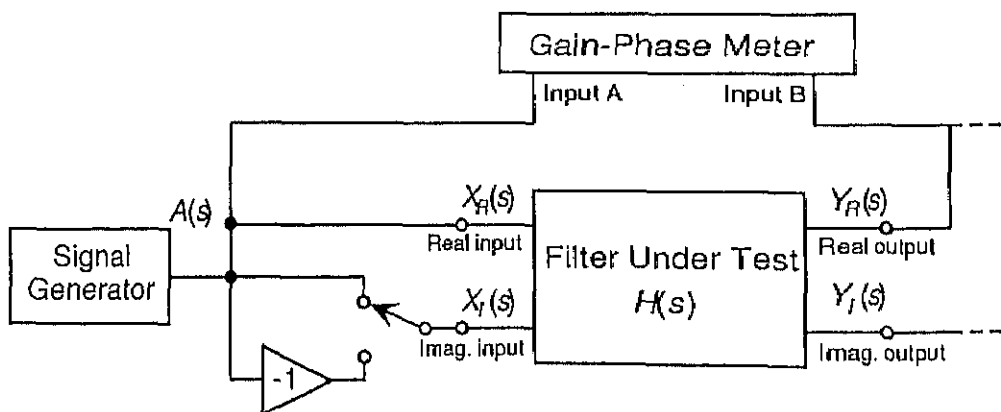 Gain-Phase Meter
Input A
Input B
A(s)
X_R(s)
Y_R(s)
Real input
Real output
Signal
Generator
Filter Under Test
H(s)
X_I(s)
Y_I(s)
Imag. input
Imag. output
-1